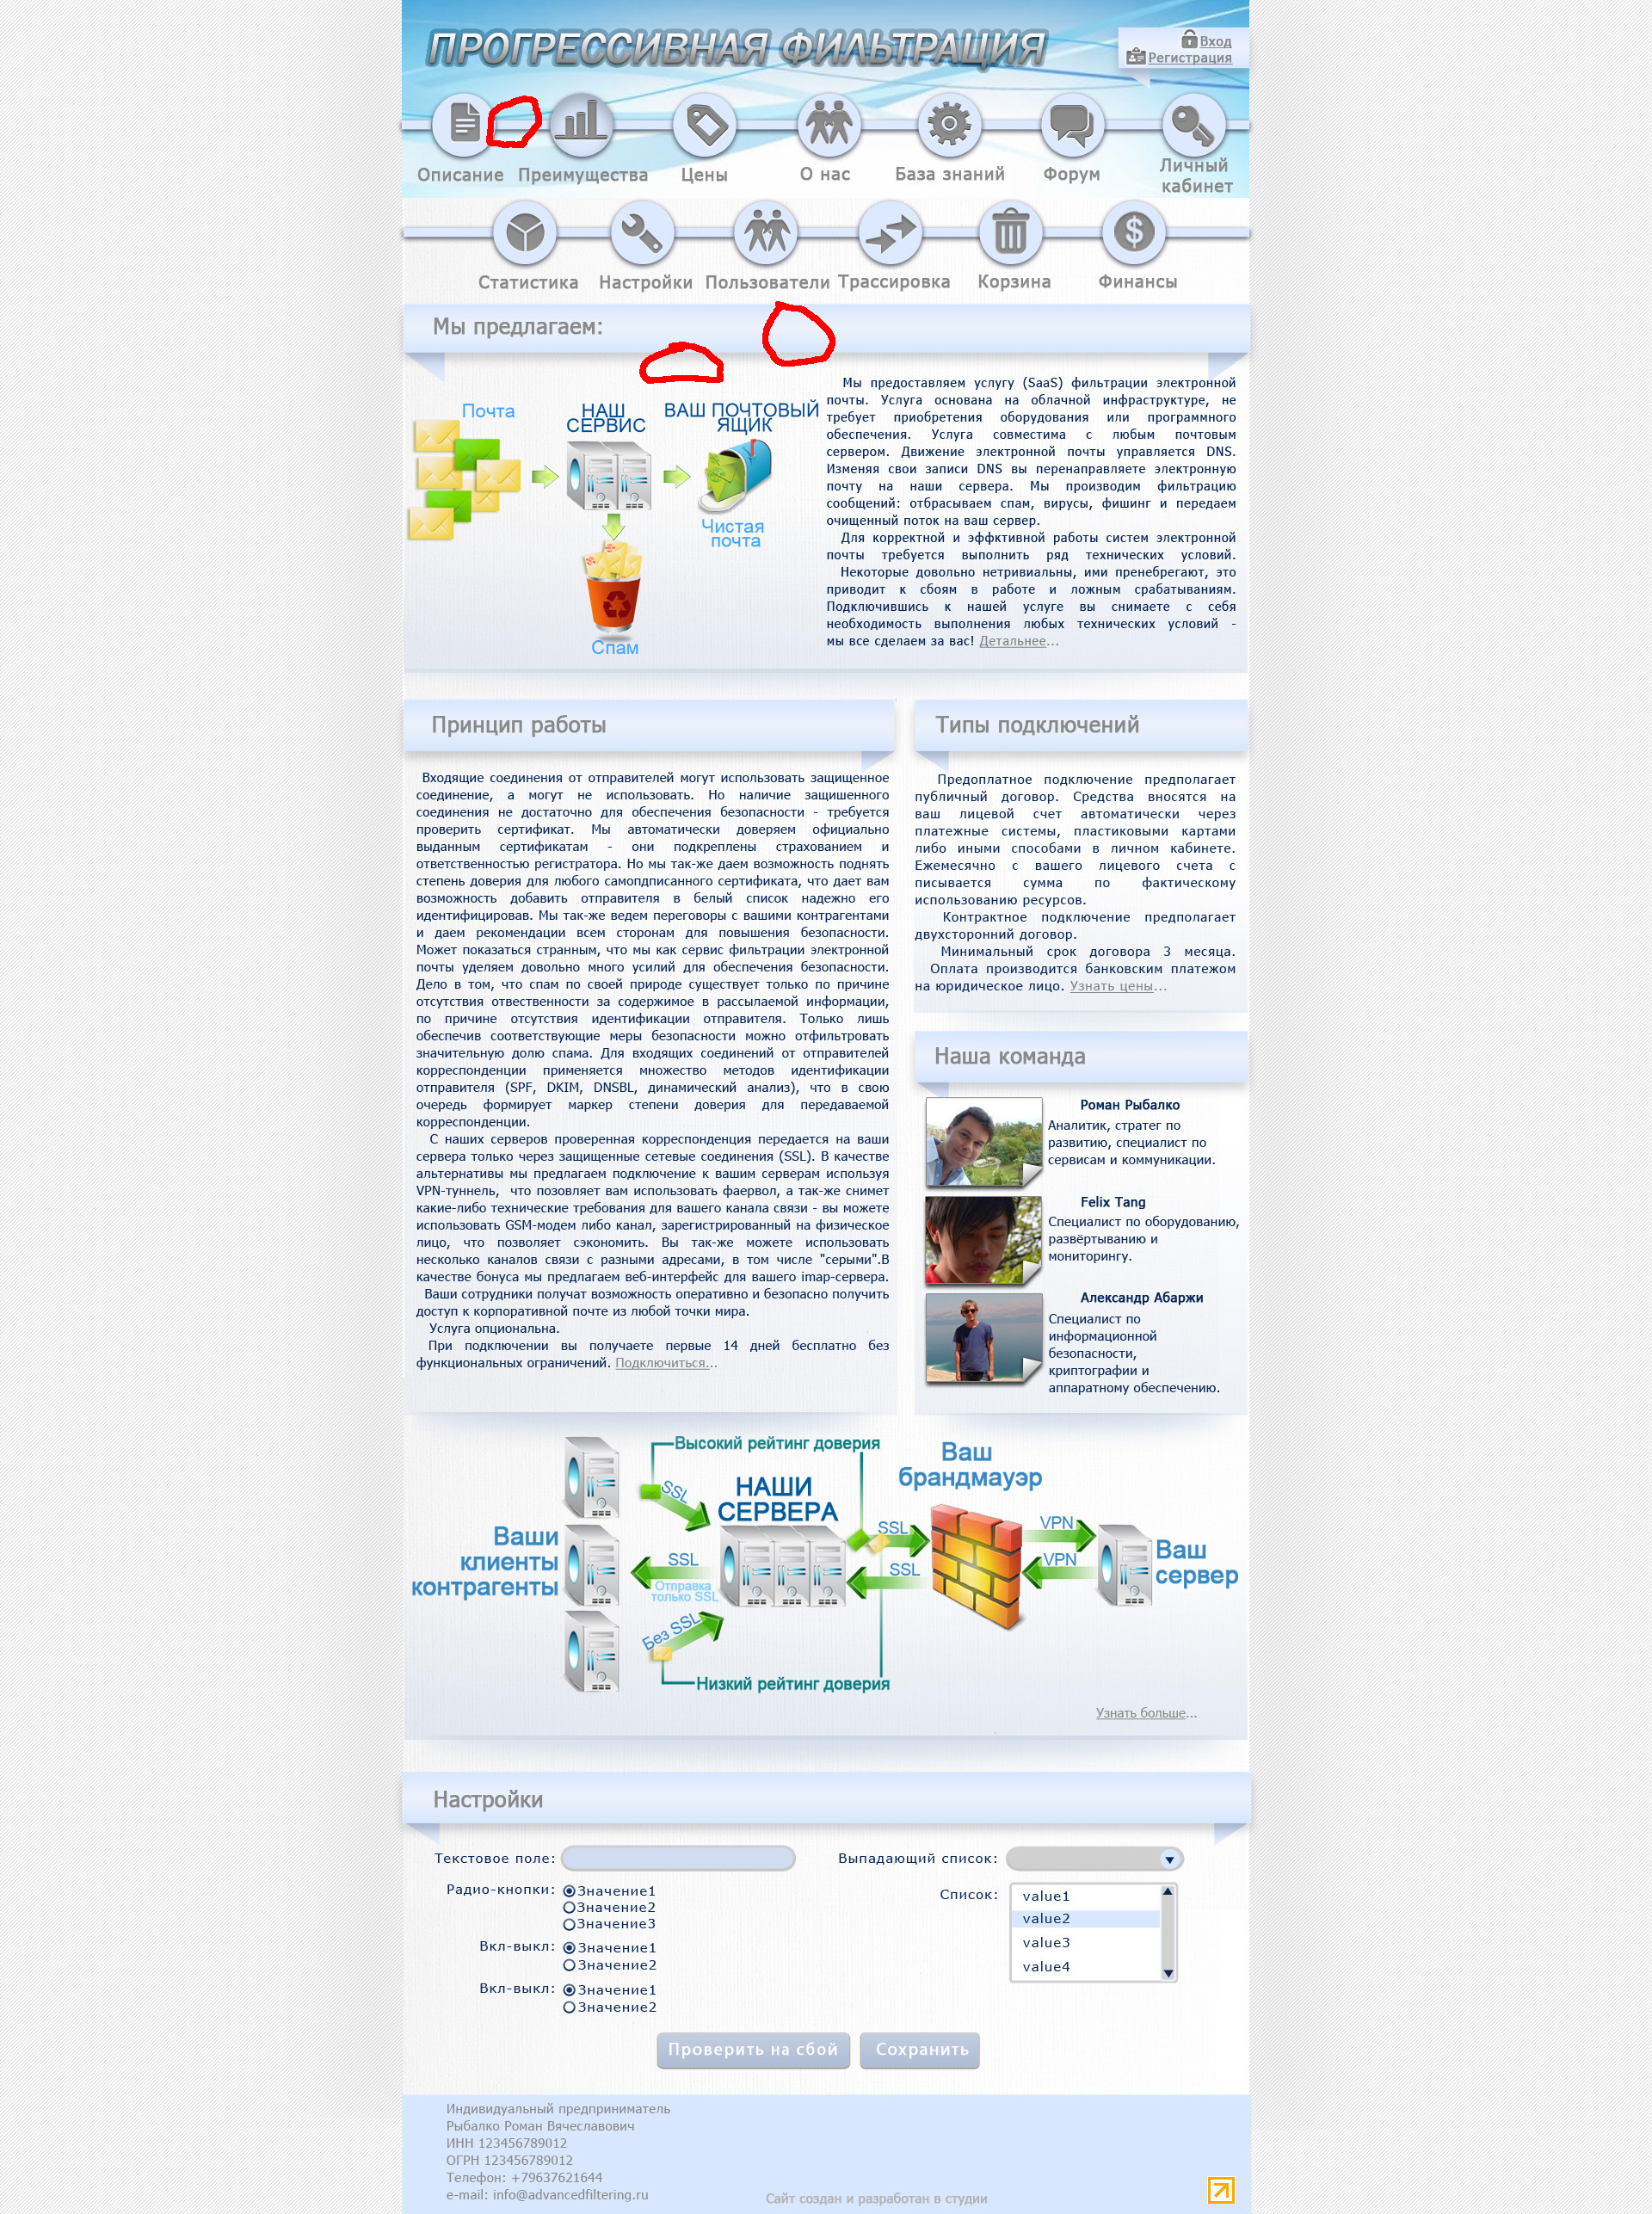 ПРОГРЕССИВНАЯ ФИЛЬТРАЦИЯ
Вход
Регистрация
Описание
Преимущества
Цены
О нас
База знаний
Форум
Личный
кабинет
Статистика
Настройки
Пользователи
Трассировка
Корзина
Финансы
Мы предлагаем:
Почта
НАШ
СЕРВИС
ВАШ ПОЧТОВЫЙ
ЯЩИК
Чистая
почта
Спам
Мы предоставляем услугу (SaaS) фильтрации электронной
почты. Услуга основана на облачной инфраструктуре, не
требует приобретения оборудования или программного
обеспечения. Услуга совместима с любым почтовым
сервером. Движение электронной почты управляется DNS.
Изменяя свои записи DNS вы перенаправляете электронную
почту на наши сервера. Мы производим фильтрацию
сообщений: отбрасываем спам, вирусы, фишинг и передаем
очищенный поток на ваш сервер.
Для корректной и эффктивной работы систем электронной
почты требуется выполнить ряд технических условий.
Некоторые довольно нетривиальны, ими пренебрегают, это
приводит к сбоям в работе и ложным срабатываниям.
Подключившись к нашей услуге вы снимаете с себя
необходимость выполнения любых технических условий -
мы все сделаем за вас! Детальнее...
Принцип работы
Входящие соединения от отправителей могут использовать защищенное
соединение, а могут не использовать. Но наличие защишенного
соединения не достаточно для обеспечения безопасности - требуется
проверить сертификат. Мы автоматически доверяем официально
выданным сертификатам - они подкреплены страхованием и
ответственностью регистратора. Но мы так-же даем возможность поднять
степень доверия для любого самопдписанного сертификата, что дает вам
возможность добавить отправителя в белый список надежно его
идентифицировав. Мы так-же ведем переговоры с вашими контрагентами
и даем рекомендации всем сторонам для повышения безопасности.
Может показаться странным, что мы как сервис фильтрации электронной
почты уделяем довольно много усилий для обеспечения безопасности.
Дело в том, что спам по своей природе существует только по причине
отсутствия отвественности за содержимое в рассылаемой информации,
по причине отсутствия идентификации отправителя. Только лишь
обеспечив соответствующие меры безопасности можно отфильтровать
значительную долю спама. Для входящих соединений от отправителей
корреспонденции применяется множество методов идентификации
отправителя (SPF, DKIM, DNSBL, динамический анализ), что в свою
очередь формирует маркер степени доверия для передаваемой
корреспонденции.
С наших серверов проверенная корреспонденция передается на ваши
сервера только через защищенные сетевые соединения (SSL). В качестве
альтернативы мы предлагаем подключение к вашим серверам используя
VPN-туннель, что позовляет вам использовать фаервол, а так-же снимет
какие-либо технические требования для вашего канала связи - вы можете
использовать GSM-модем либо канал, зарегистрированный на физическое
лицо, что позволяет сэкономить. Вы так-же можете использовать
несколько каналов связи с разными адресами, в том числе "серыми".В
качестве бонуса мы предлагаем веб-интерфейс для вашего imap-сервера.
Ваши сотрудники получат возможность оперативно и безопасно получить
доступ к корпоративной почте из любой точки мира.
Услуга опциональна.
При подключении вы получаете первые 14 дней бесплатно без
функциональных ограничений. Подключиться...
Типы подключений
Предоплатное подключение предполагает
публичный договор. Средства вносятся на
ваш лицевой счет автоматически через
платежные системы, пластиковыми картами
либо иными способами в личном кабинете.
Ежемесячно с вашего лицевого счета с
писывается сумма по фактическому
использованию ресурсов.
Контрактное подключение предполагает
двухсторонний договор.
Минимальный срок договора 3 месяца.
Оплата производится банковским платежом
на юридическое лицо. Узнать цены...
Наша команда
Роман Рыбалко
Аналитик, стратег по
развитию, специалист по
сервисам и коммуникации.
Felix Tang
Специалист по оборудованию,
развёртыванию и
мониторингу.
Александр Абаржи
Специалист по
информационной
безопасности,
криптографии и
аппаратному обеспечению.
Высокий рейтинг доверия
Ваш
брандмауэр
SSL
НАШИ
СЕРВЕРА
SSL
VPN
Ваши
клиенты
контрагенты
SSL
SSL
VPN
Ваш
сервер
Отправка
только SSL
Без SSL
Низкий рейтинг доверия
Узнать больше...
Настройки
Текстовое поле:
Выпадающий список:
Радио-кнопки:
Значение1
Значение2
Значение3
Список:
value1
value2
value3
value4
Вкл-выкл:
Значение1
Значение2
Вкл-выкл:
Значение1
Значение2
Проверить на сбой
Сохранить
Индивидуальный предприниматель
Рыбалко Роман Вячеславович
ИНН 123456789012
ОГРН 123456789012
Телефон: +79637621644
e-mail: info@advancedfiltering.ru
Сайт создан и разработан в студии